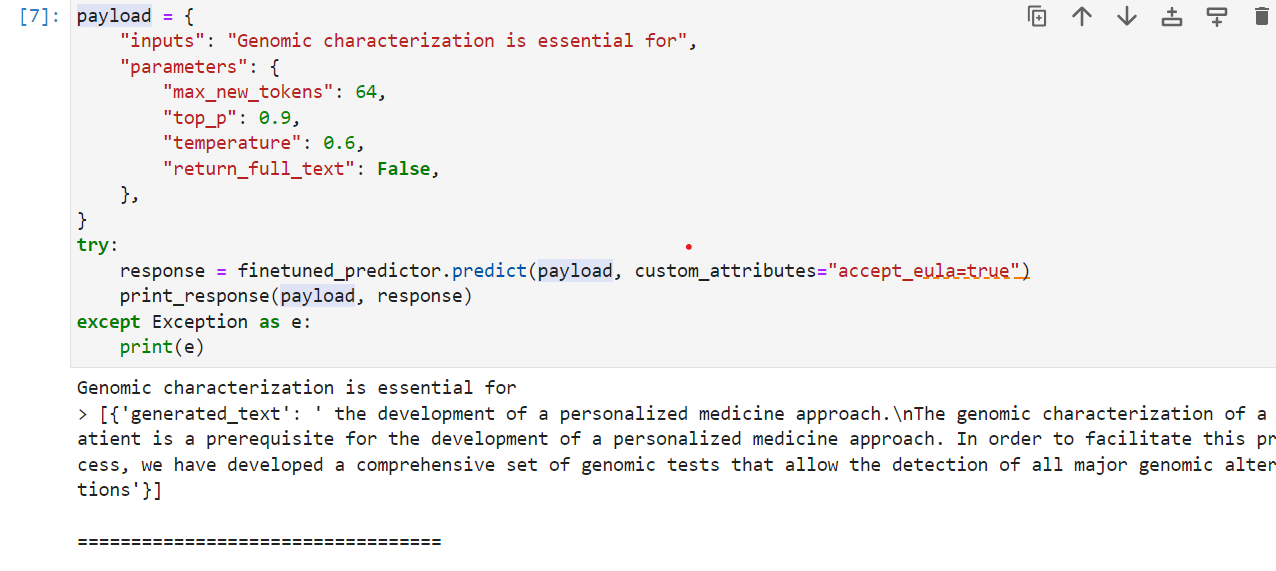 [7]: payload = {
    "inputs": "Genomic characterization is essential for",
    "parameters": {
        "max_new_tokens": 64,
        "top_p": 0.9,
        "temperature": 0.6,
        "return_full_text": False,
    },
}
try:
    response = finetuned_predictor.predict(payload, custom_attributes="accept_eula=true")
    print_response(payload, response)
except Exception as e:
    print(e)
Genomic characterization is essential for
> [{'generated_text': ' the development of a personalized medicine approach.\nThe genomic characterization of a
atient is a prerequisite for the development of a personalized medicine approach. In order to facilitate this pr
cess, we have developed a comprehensive set of genomic tests that allow the detection of all major genomic alter
tions'}]
==================================